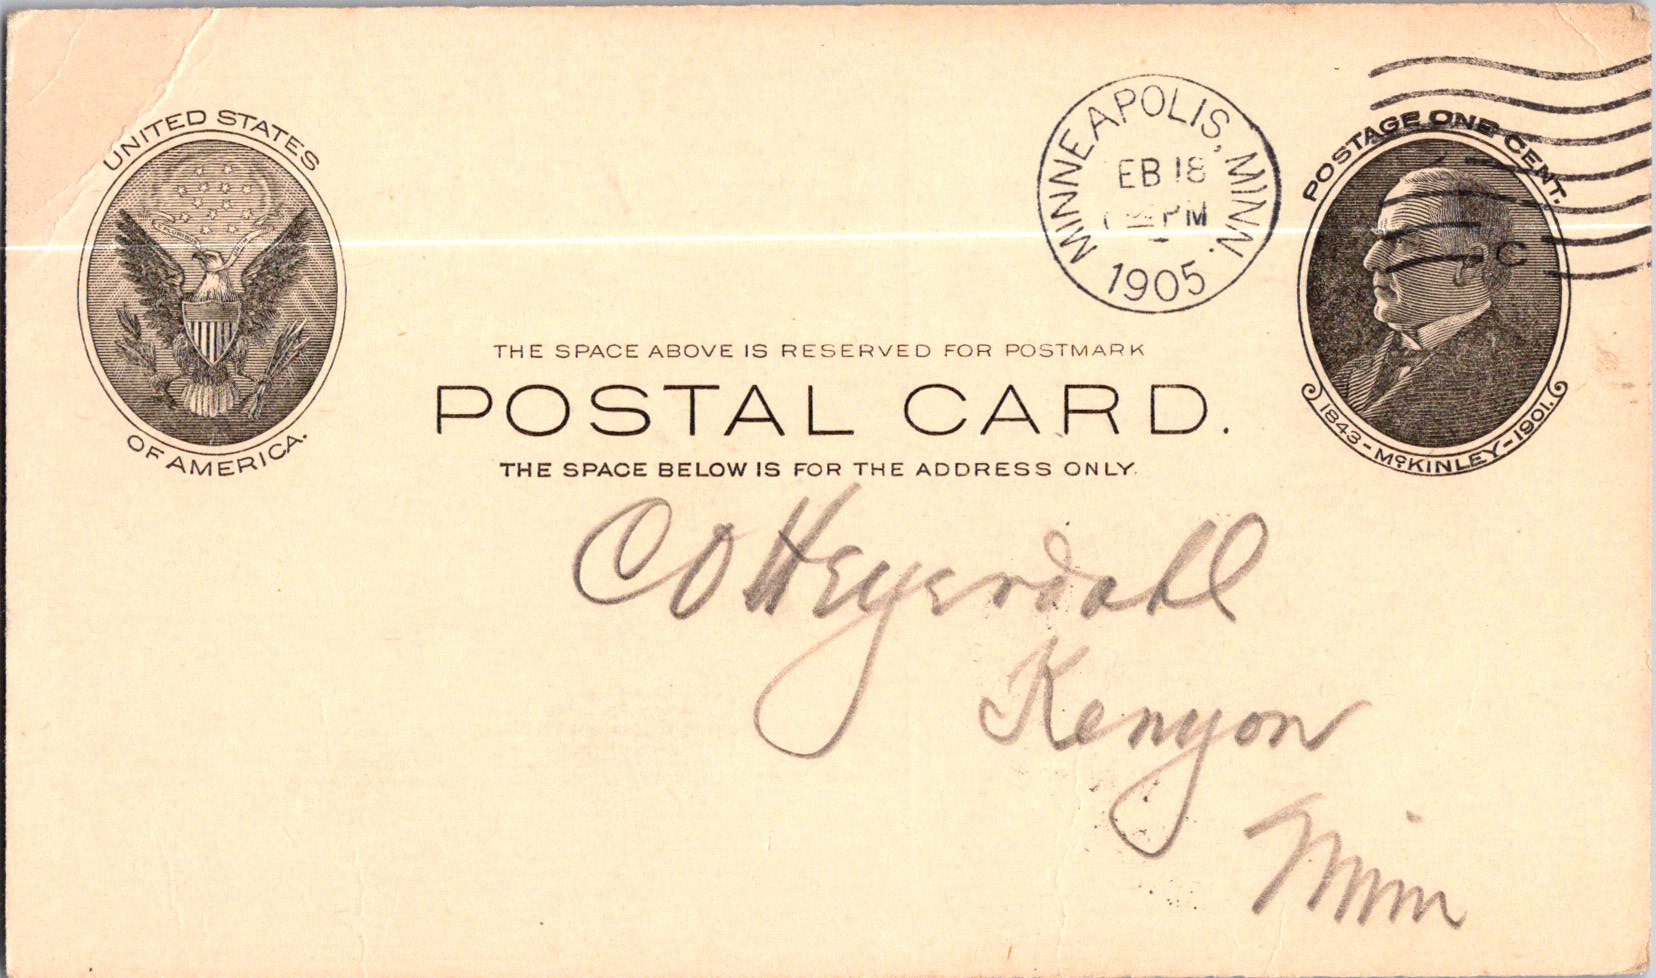 UNITED STATES
OF AMERICA.
MINNEAPOLIS, MINN.
EB 18
PM
1905
POSTAGE ONE CENT.
C
1843-McKINLEY-1901.
THE SPACE ABOVE IS RESERVED FOR POSTMARK
POSTAL CARD.
THE SPACE BELOW IS FOR THE ADDRESS ONLY.
C O Heyerdahl
Kenyon
Minn